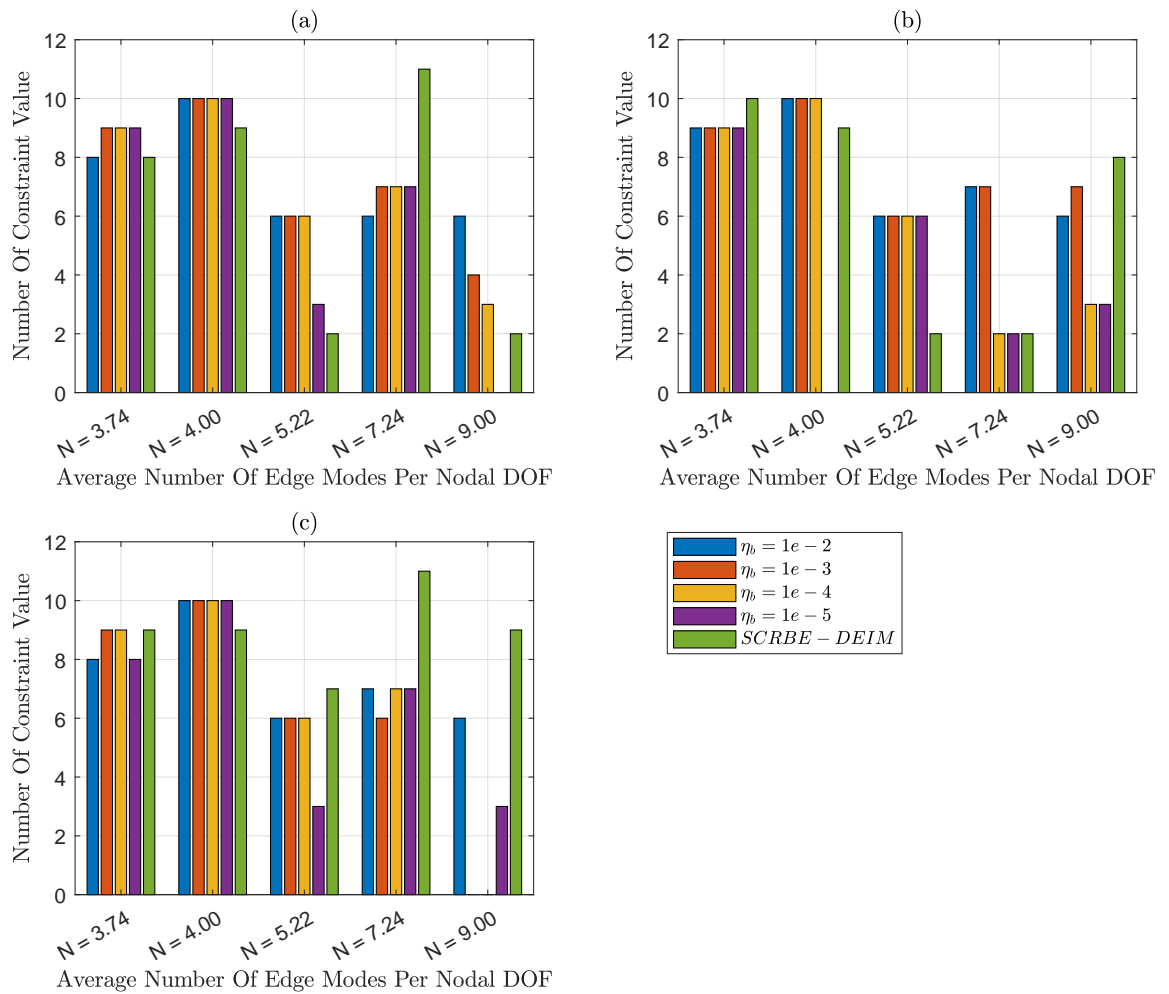 (a)
12
10
8
6
4
2
0
Number Of Constraint Value
N = 3.74
N = 4.00
N = 5.22
N = 7.24
N = 9.00
Average Number Of Edge Modes Per Nodal DOF
(b)
12
10
8
6
4
2
0
Number Of Constraint Value
N = 3.74
N = 4.00
N = 5.22
N = 7.24
N = 9.00
Average Number Of Edge Modes Per Nodal DOF
(c)
12
10
8
6
4
2
0
Number Of Constraint Value
N = 3.74
N = 4.00
N = 5.22
N = 7.24
N = 9.00
Average Number Of Edge Modes Per Nodal DOF
η_b = 1e − 2
η_b = 1e − 3
η_b = 1e − 4
η_b = 1e − 5
SCRBE − DEIM